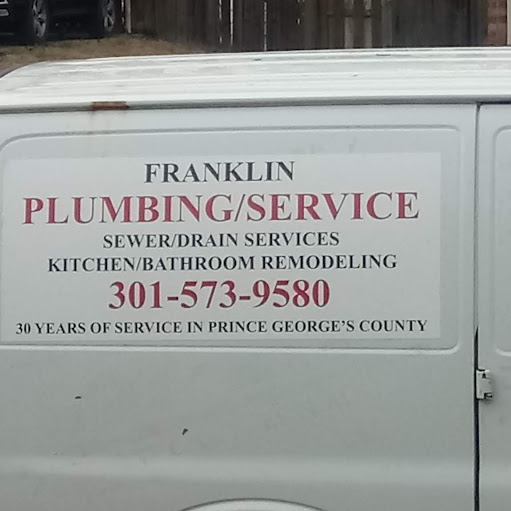 FRANKLIN
PLUMBING/SERVICE
SEWER/DRAIN SERVICES
KITCHEN/BATHROOM REMODELING
301-573-9580
30 YEARS OF SERVICE IN PRINCE GEORGE'S COUNTY